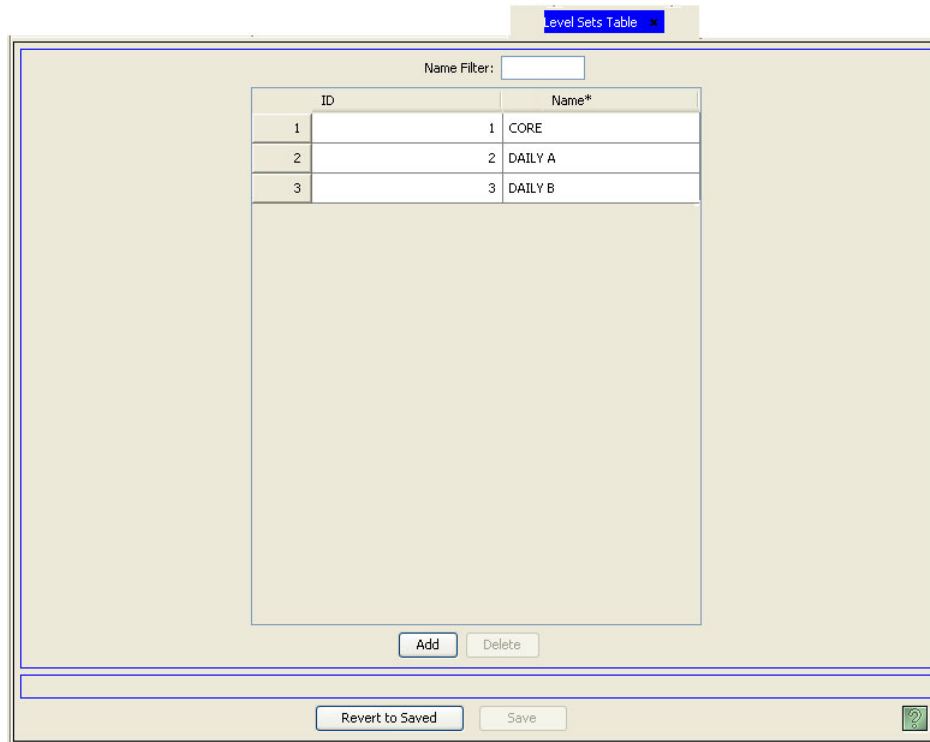 Level Sets Table ×
Name Filter:
ID Name*
1 1 CORE
2 2 DAILY A
3 3 DAILY B
Add Delete
Revert to Saved Save ?